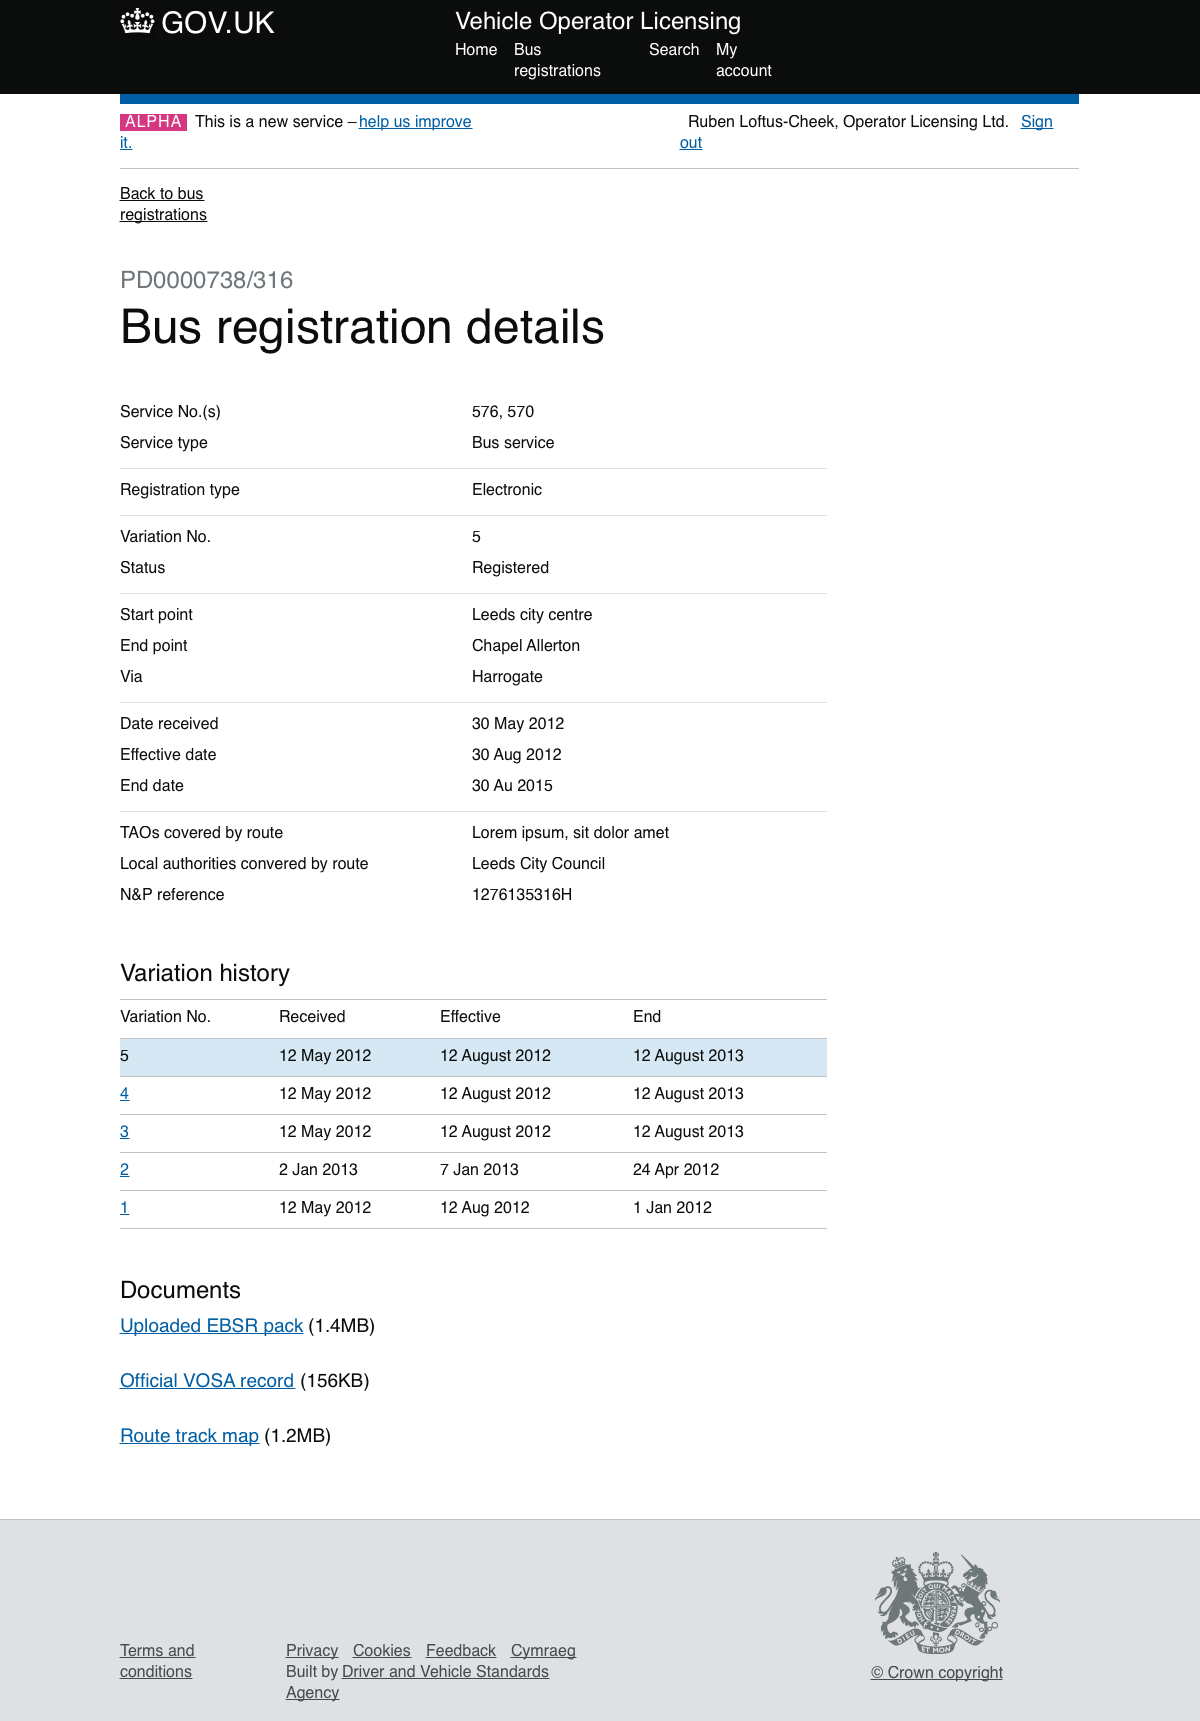 GOV.UK
Vehicle Operator Licensing
Home Bus registrations Search My account
ALPHA This is a new service – help us improve it.
Ruben Loftus-Cheek, Operator Licensing Ltd. Sign out
Back to bus
registrations
PD0000738/316
Bus registration details
Service No.(s) 576, 570
Service type Bus service
Registration type Electronic
Variation No. 5
Status Registered
Start point Leeds city centre
End point Chapel Allerton
Via Harrogate
Date received 30 May 2012
Effective date 30 Aug 2012
End date 30 Au 2015
TAOs covered by route Lorem ipsum, sit dolor amet
Local authorities convered by route Leeds City Council
N&P reference 1276135316H
Variation history
Variation No. Received Effective End
5 12 May 2012 12 August 2012 12 August 2013
4 12 May 2012 12 August 2012 12 August 2013
3 12 May 2012 12 August 2012 12 August 2013
2 2 Jan 2013 7 Jan 2013 24 Apr 2012
1 12 May 2012 12 Aug 2012 1 Jan 2012
Documents
Uploaded EBSR pack (1.4MB)
Official VOSA record (156KB)
Route track map (1.2MB)
DIEU ET MON DROIT
Terms and
conditions
Privacy Cookies Feedback Cymraeg
Built by Driver and Vehicle Standards
Agency
© Crown copyright